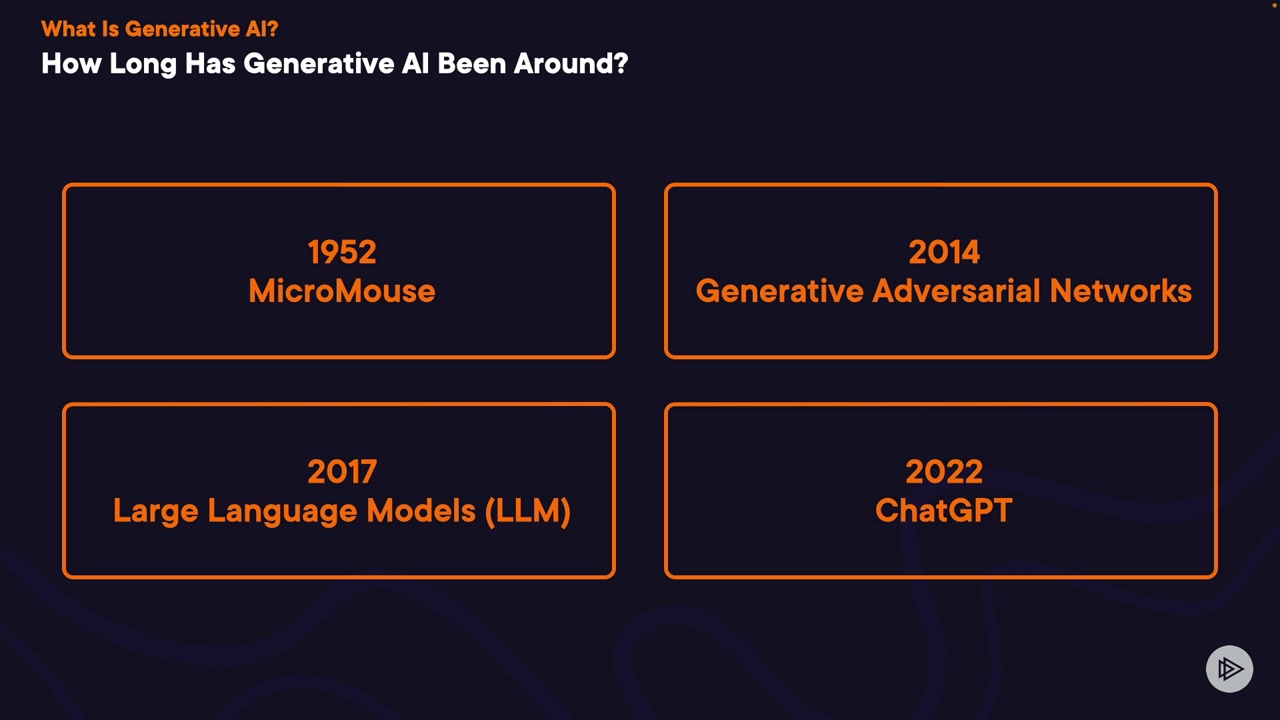 What Is Generative AI?
How Long Has Generative AI Been Around?
1952
MicroMouse
2014
Generative Adversarial Networks
2017
Large Language Models (LLM)
2022
ChatGPT